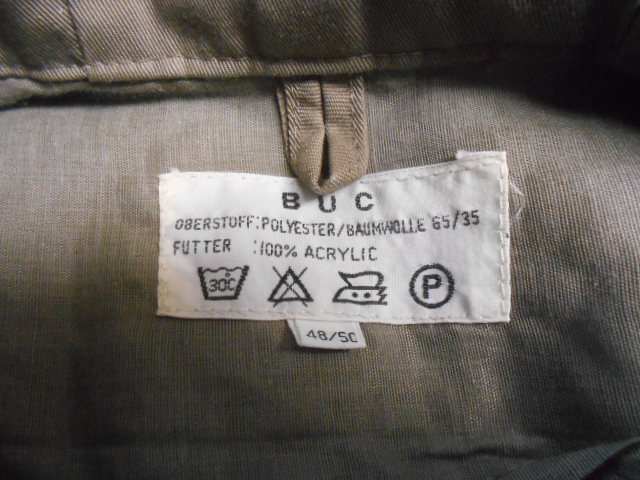 BUC
OBERSTOFF:POLYESTER/BAUMWOLLE 65/35
FUTTER :100% ACRYLIC
30C P
48/50